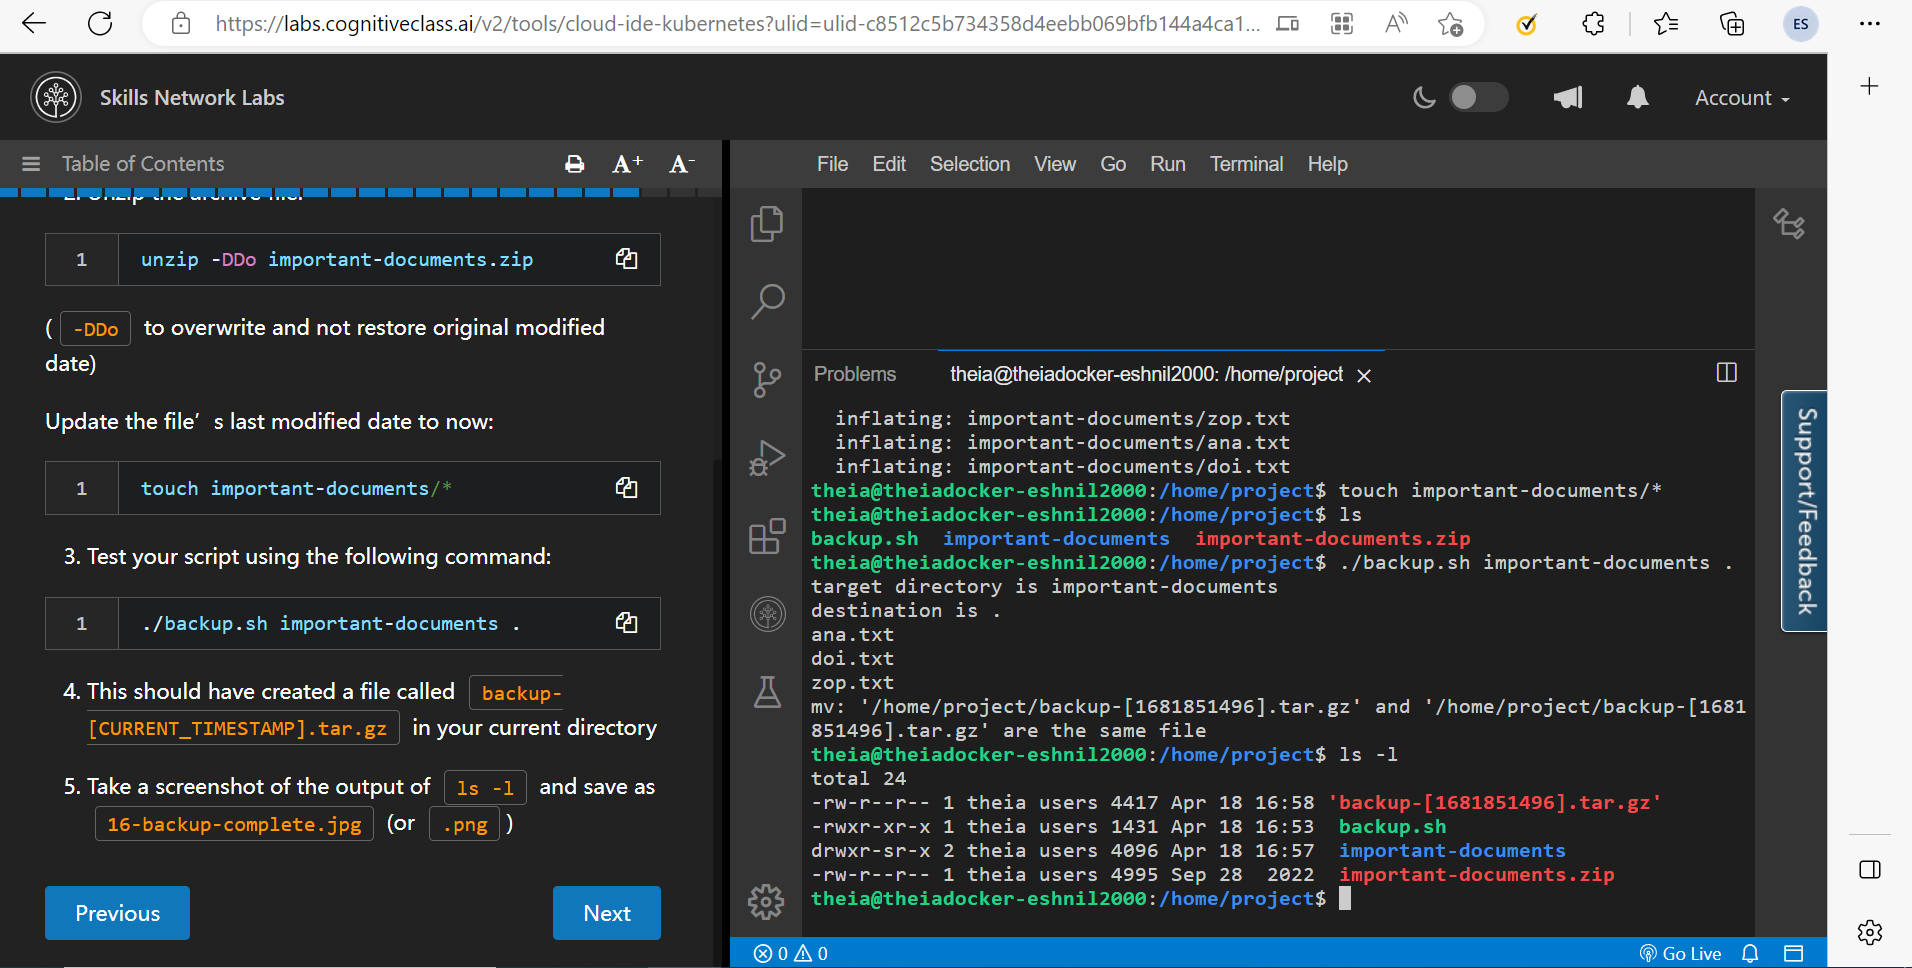 https://labs.cognitiveclass.ai/v2/tools/cloud-ide-kubernetes?ulid=ulid-c8512c5b734358d4eebb069bfb144a4ca1...
ES
Skills Network Labs
Account
Table of Contents
A+
A-
2. Unzip the archive file.
1 unzip -DDo important-documents.zip
( -DDo to overwrite and not restore original modified
date)
Update the file’s last modified date to now:
1 touch important-documents/*
3. Test your script using the following command:
1 ./backup.sh important-documents .
4. This should have created a file called backup-
[CURRENT_TIMESTAMP].tar.gz in your current directory
5. Take a screenshot of the output of ls -l and save as
16-backup-complete.jpg (or .png )
Previous
Next
File Edit Selection View Go Run Terminal Help
Problems
theia@theiadocker-eshnil2000: /home/project
inflating: important-documents/zop.txt
inflating: important-documents/ana.txt
inflating: important-documents/doi.txt
theia@theiadocker-eshnil2000:/home/project$ touch important-documents/*
theia@theiadocker-eshnil2000:/home/project$ ls
backup.sh important-documents important-documents.zip
theia@theiadocker-eshnil2000:/home/project$ ./backup.sh important-documents .
target directory is important-documents
destination is .
ana.txt
doi.txt
zop.txt
mv: '/home/project/backup-[1681851496].tar.gz' and '/home/project/backup-[1681
851496].tar.gz' are the same file
theia@theiadocker-eshnil2000:/home/project$ ls -l
total 24
-rw-r--r-- 1 theia users 4417 Apr 18 16:58 'backup-[1681851496].tar.gz'
-rwxr-xr-x 1 theia users 1431 Apr 18 16:53 backup.sh
drwxr-sr-x 2 theia users 4096 Apr 18 16:57 important-documents
-rw-r--r-- 1 theia users 4995 Sep 28 2022 important-documents.zip
theia@theiadocker-eshnil2000:/home/project$
Support/Feedback
0 0
Go Live